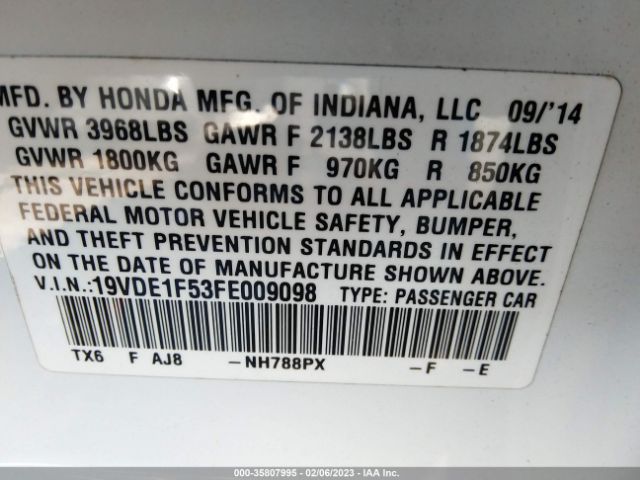 MFD. BY HONDA MFG. OF INDIANA, LLC 09/'14
GVWR 3968LBS GAWR F 2138LBS R 1874LBS
GVWR 1800KG GAWR F 970KG R 850KG
THIS VEHICLE CONFORMS TO ALL APPLICABLE
FEDERAL MOTOR VEHICLE SAFETY, BUMPER,
AND THEFT PREVENTION STANDARDS IN EFFECT
ON THE DATE OF MANUFACTURE SHOWN ABOVE.
V.I.N.:19VDE1F53FE009098 TYPE: PASSENGER CAR
TX6 F AJ8 -NH788PX -F -E
000-35807995 - 02/06/2023 - IAA Inc.